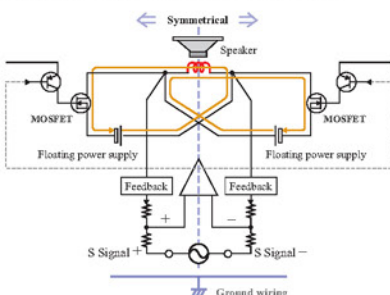 Symmetrical
Speaker
MOSFET
MOSFET
Floating power supply
Floating power supply
Feedback
Feedback
+
−
S Signal +
S Signal −
Ground wiring